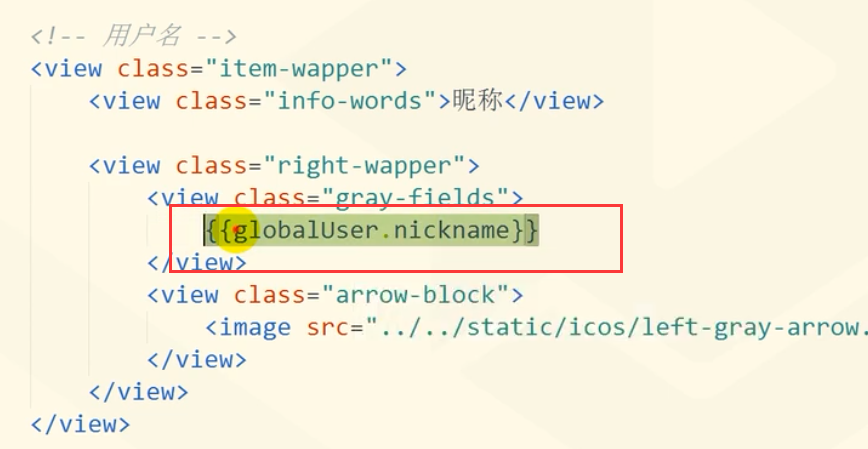 <!-- 用户名 -->
<view class="item-wapper">
<view class="info-words">昵称</view>
<view class="right-wapper">
<view class="gray-fields">
{{globalUser.nickname}}
</view>
<view class="arrow-block">
<image src="../../static/icos/left-gray-arrow.
</view>
</view>
</view>